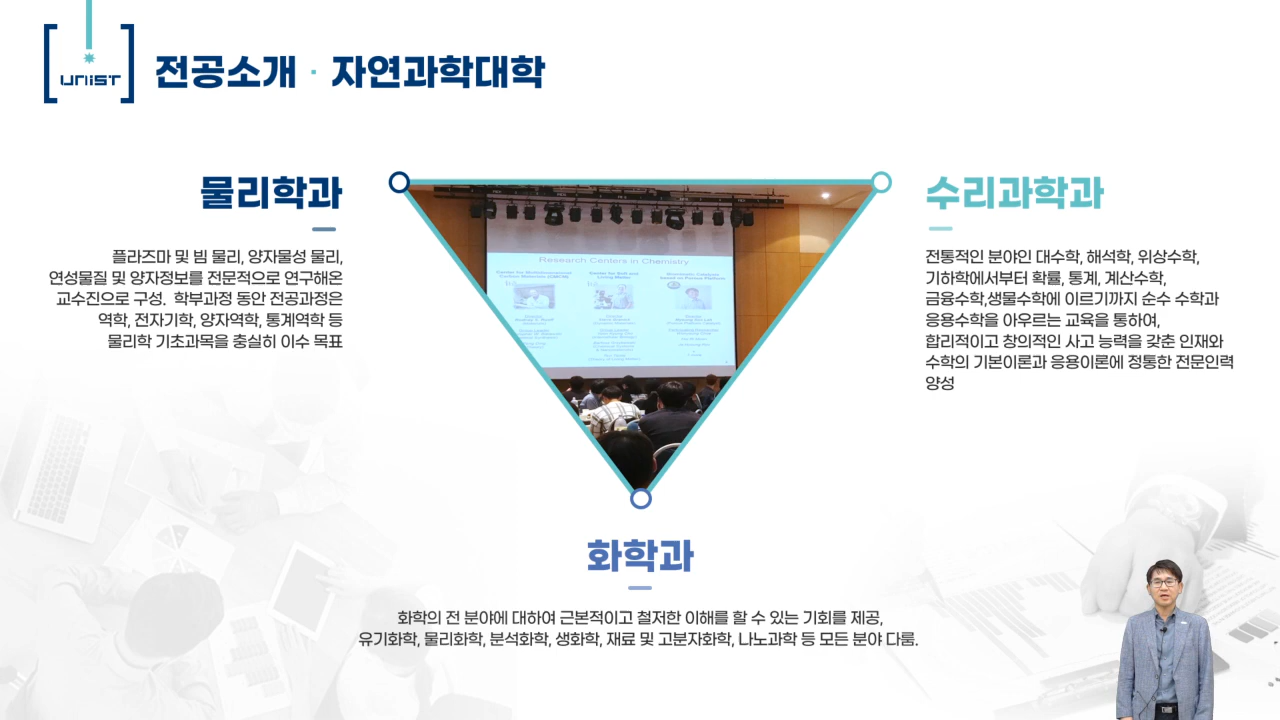 UNIST
전공소개 · 자연과학대학
물리학과
플라즈마 및 빔 물리, 양자물성 물리,
연성물질 및 양자정보를 전문적으로 연구해온
교수진으로 구성. 학부과정 동안 전공과정은
역학, 전자기학, 양자역학, 통계역학 등
물리학 기초과목을 충실히 이수 목표
수리과학과
전통적인 분야인 대수학, 해석학, 위상수학,
기하학에서부터 확률, 통계, 계산수학,
금융수학,생물수학에 이르기까지 순수 수학과
응용수학을 아우르는 교육을 통하여,
합리적이고 창의적인 사고 능력을 갖춘 인재와
수학의 기본이론과 응용이론에 정통한 전문인력
양성
Research Centers in Chemistry
화학과
화학의 전 분야에 대하여 근본적이고 철저한 이해를 할 수 있는 기회를 제공,
유기화학, 물리화학, 분석화학, 생화학, 재료 및 고분자화학, 나노과학 등 모든 분야 다룸.